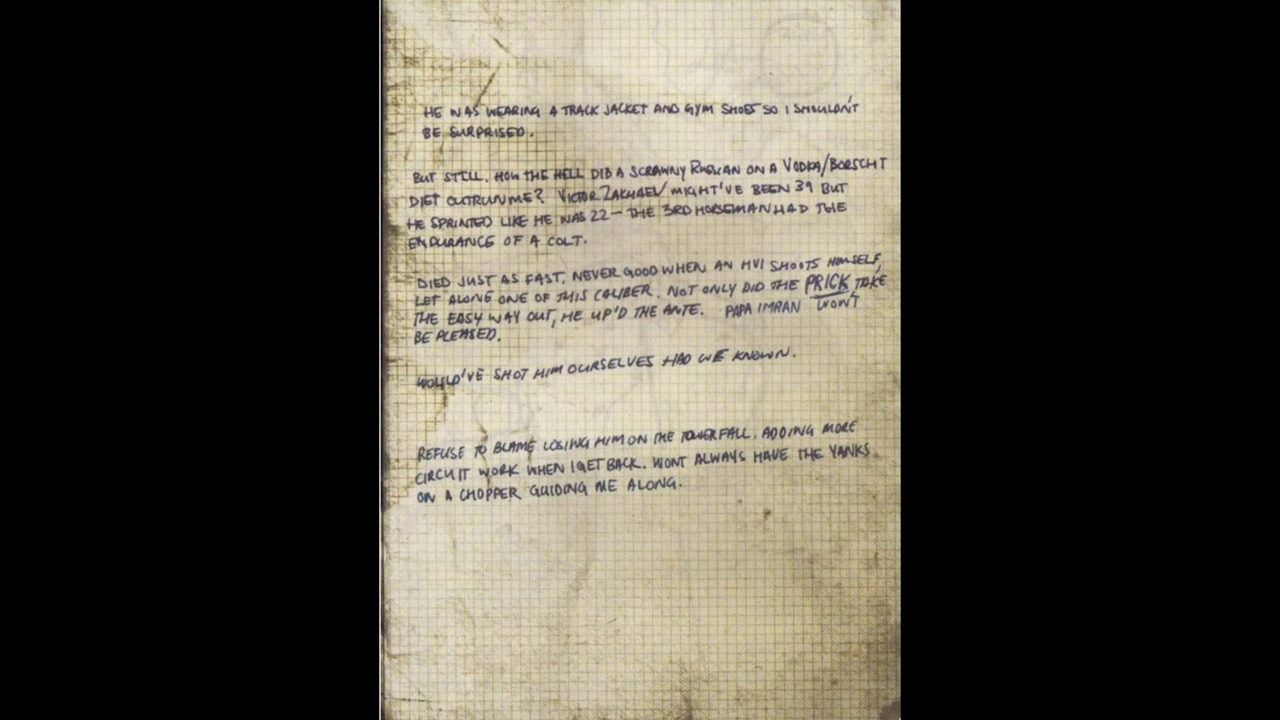 HE WAS WEARING A TRACK JACKET AND GYM SHOES SO I SHOULDN'T
BE SURPRISED.
BUT STILL. HOW THE HELL DID A SCRAWNY RUSSIAN ON A VODKA/BORSCHT
DIET OUTRUN ME? VICTOR ZAKHAEV MIGHT'VE BEEN 39 BUT
HE SPRINTED LIKE HE WAS 22 — THE 3RD HORSEMAN HAD THE
ENDURANCE OF A COLT.
DIED JUST AS FAST. NEVER GOOD WHEN AN HVI SHOOTS HIMSELF,
LET ALONE ONE OF THIS CALIBER. NOT ONLY DID THE PRICK TAKE
THE EASY WAY OUT, HE UP'D THE ANTE. PAPA IMRAN WON'T
BE PLEASED.
WOULD'VE SHOT HIM OURSELVES HAD WE KNOWN.
REFUSE TO BLAME LOSING HIM ON THE TOWER FALL. ADDING MORE
CIRCUIT WORK WHEN I GET BACK. WONT ALWAYS HAVE THE YANKS
ON A CHOPPER GUIDING ME ALONG.